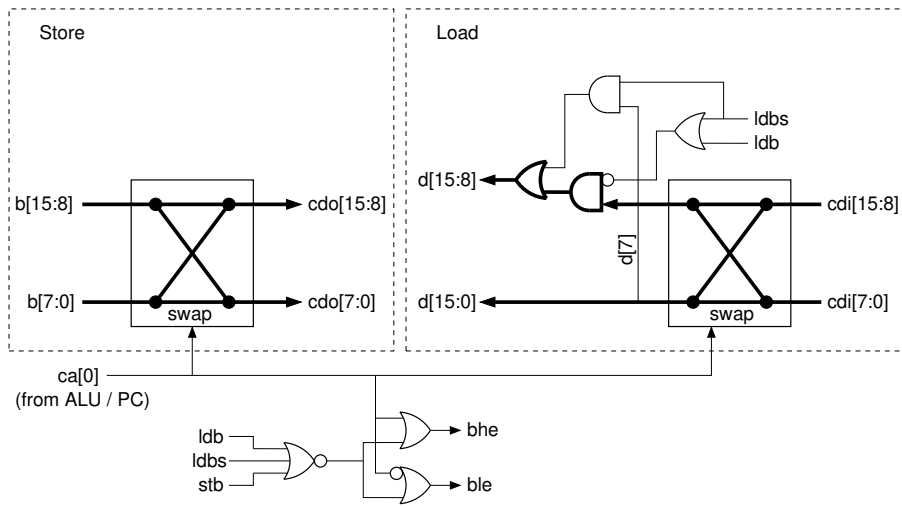 Store
Load
ldbs
ldb
d[15:8]
b[15:8]
cdo[15:8]
cdi[15:8]
d[7]
b[7:0]
cdo[7:0]
d[15:0]
cdi[7:0]
swap
swap
ca[0]
(from ALU / PC)
ldb
ldbs
stb
bhe
ble